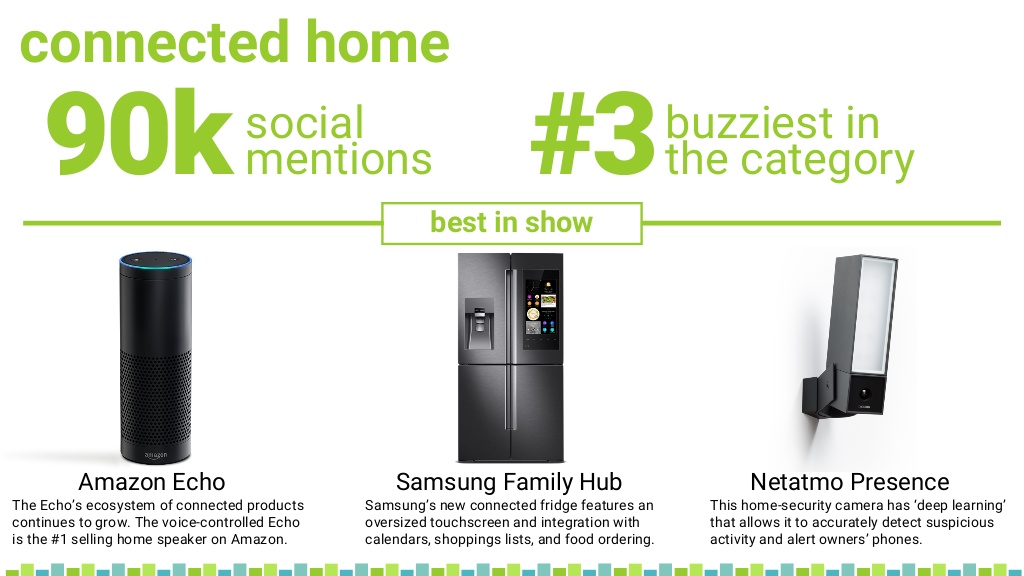 connected home
90k social
mentions
#3 buzziest in
the category
best in show
amazon
Amazon Echo
The Echo's ecosystem of connected products
continues to grow. The voice-controlled Echo
is the #1 selling home speaker on Amazon.
Samsung Family Hub
Samsung's new connected fridge features an
oversized touchscreen and integration with
calendars, shoppings lists, and food ordering.
Netatmo Presence
This home-security camera has 'deep learning'
that allows it to accurately detect suspicious
activity and alert owners' phones.